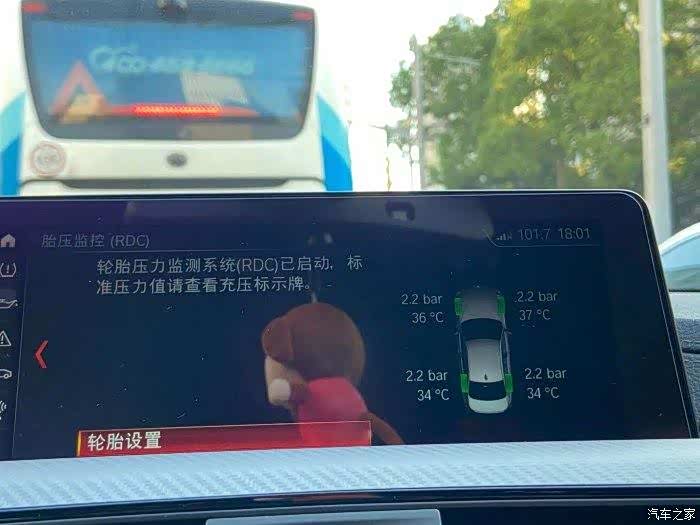 胎压监控 (RDC)
101.7 18:01
轮胎压力监测系统(RDC)已启动, 标
准压力值请查看充压标示牌。
2.2 bar
36 °C
2.2 bar
37 °C
2.2 bar
34 °C
2.2 bar
34 °C
轮胎设置
汽车之家